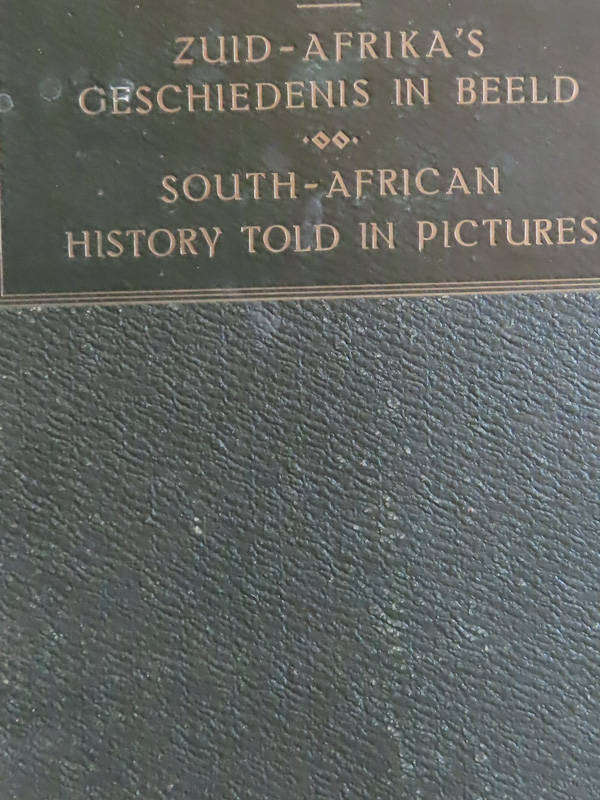 ZUID-AFRIKA'S
GESCHIEDENIS IN BEELD
SOUTH-AFRICAN
HISTORY TOLD IN PICTURES